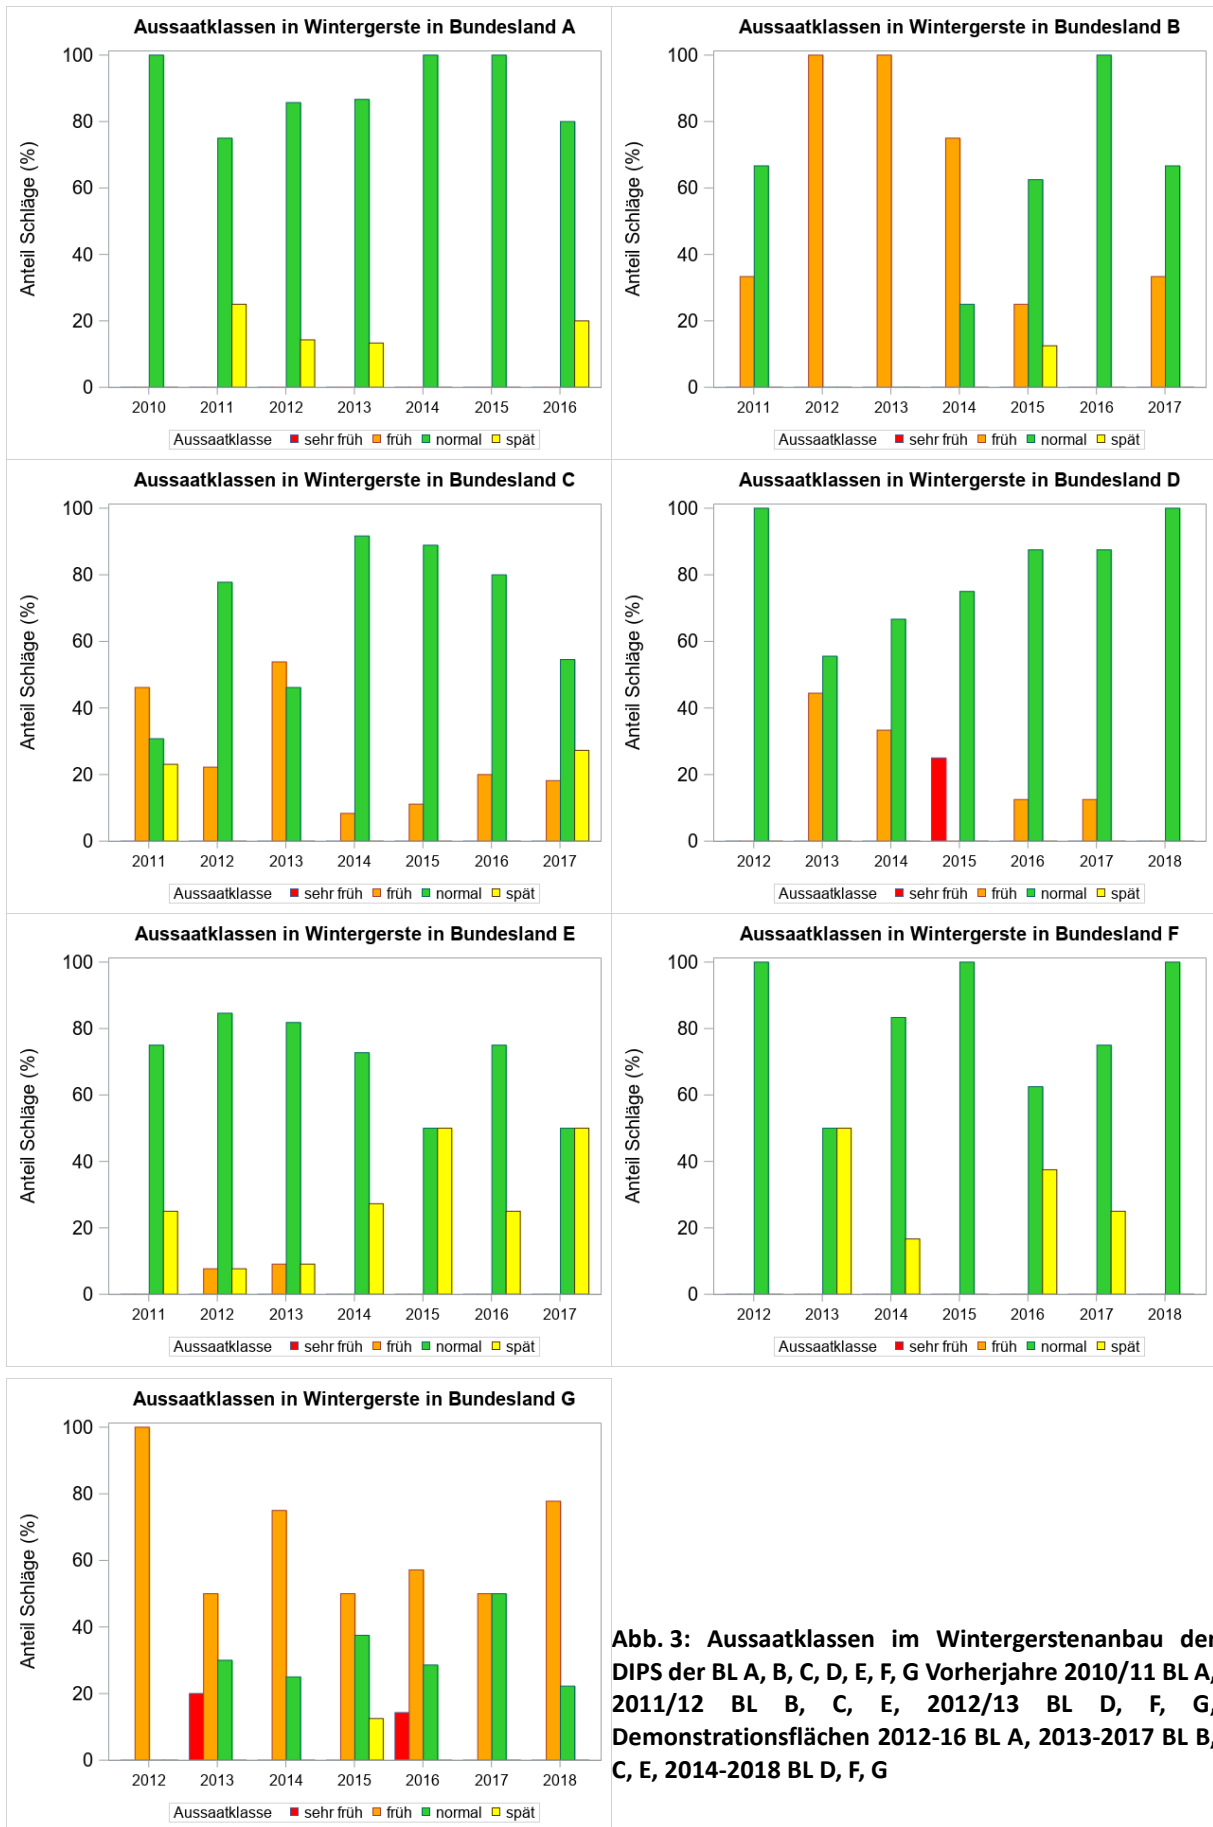 Aussaatklassen in Wintergerste in Bundesland A
Anteil Schläge (%)
100
80
60
40
20
0
2010 2011 2012 2013 2014 2015 2016
Aussaatklasse sehr früh früh normal spät
Aussaatklassen in Wintergerste in Bundesland B
Anteil Schläge (%)
100
80
60
40
20
0
2011 2012 2013 2014 2015 2016 2017
Aussaatklasse sehr früh früh normal spät
Aussaatklassen in Wintergerste in Bundesland C
Anteil Schläge (%)
100
80
60
40
20
0
2011 2012 2013 2014 2015 2016 2017
Aussaatklasse sehr früh früh normal spät
Aussaatklassen in Wintergerste in Bundesland D
Anteil Schläge (%)
100
80
60
40
20
0
2012 2013 2014 2015 2016 2017 2018
Aussaatklasse sehr früh früh normal spät
Aussaatklassen in Wintergerste in Bundesland E
Anteil Schläge (%)
100
80
60
40
20
0
2011 2012 2013 2014 2015 2016 2017
Aussaatklasse sehr früh früh normal spät
Aussaatklassen in Wintergerste in Bundesland F
Anteil Schläge (%)
100
80
60
40
20
0
2012 2013 2014 2015 2016 2017 2018
Aussaatklasse sehr früh früh normal spät
Aussaatklassen in Wintergerste in Bundesland G
Anteil Schläge (%)
100
80
60
40
20
0
2012 2013 2014 2015 2016 2017 2018
Aussaatklasse sehr früh früh normal spät
Abb. 3: Aussaatklassen im Wintergerstenanbau der
DIPS der BL A, B, C, D, E, F, G Vorherjahre 2010/11 BL A,
2011/12 BL B, C, E, 2012/13 BL D, F, G,
Demonstrationsflächen 2012-16 BL A, 2013-2017 BL B,
C, E, 2014-2018 BL D, F, G